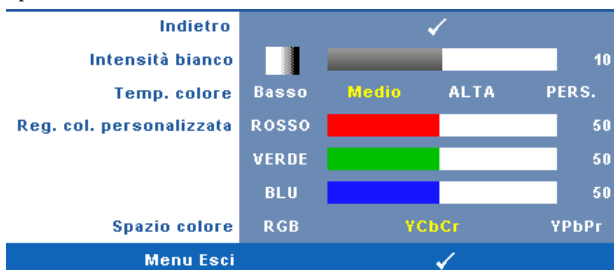 Indietro
Intensità bianco 10
Temp. colore Basso Medio ALTA PERS.
Reg. col. personalizzata ROSSO 50
VERDE 50
BLU 50
Spazio colore RGB YCbCr YPbPr
Menu Esci